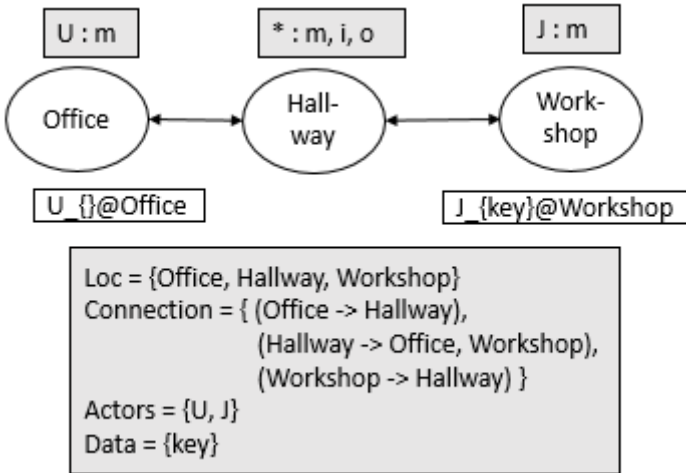 U : m
* : m, i, o
J : m
Office
Hall-
way
Work-
shop
U_{}@Office
J_{key}@Workshop
Loc = {Office, Hallway, Workshop}
Connection = { (Office -> Hallway),
(Hallway -> Office, Workshop),
(Workshop -> Hallway) }
Actors = {U, J}
Data = {key}